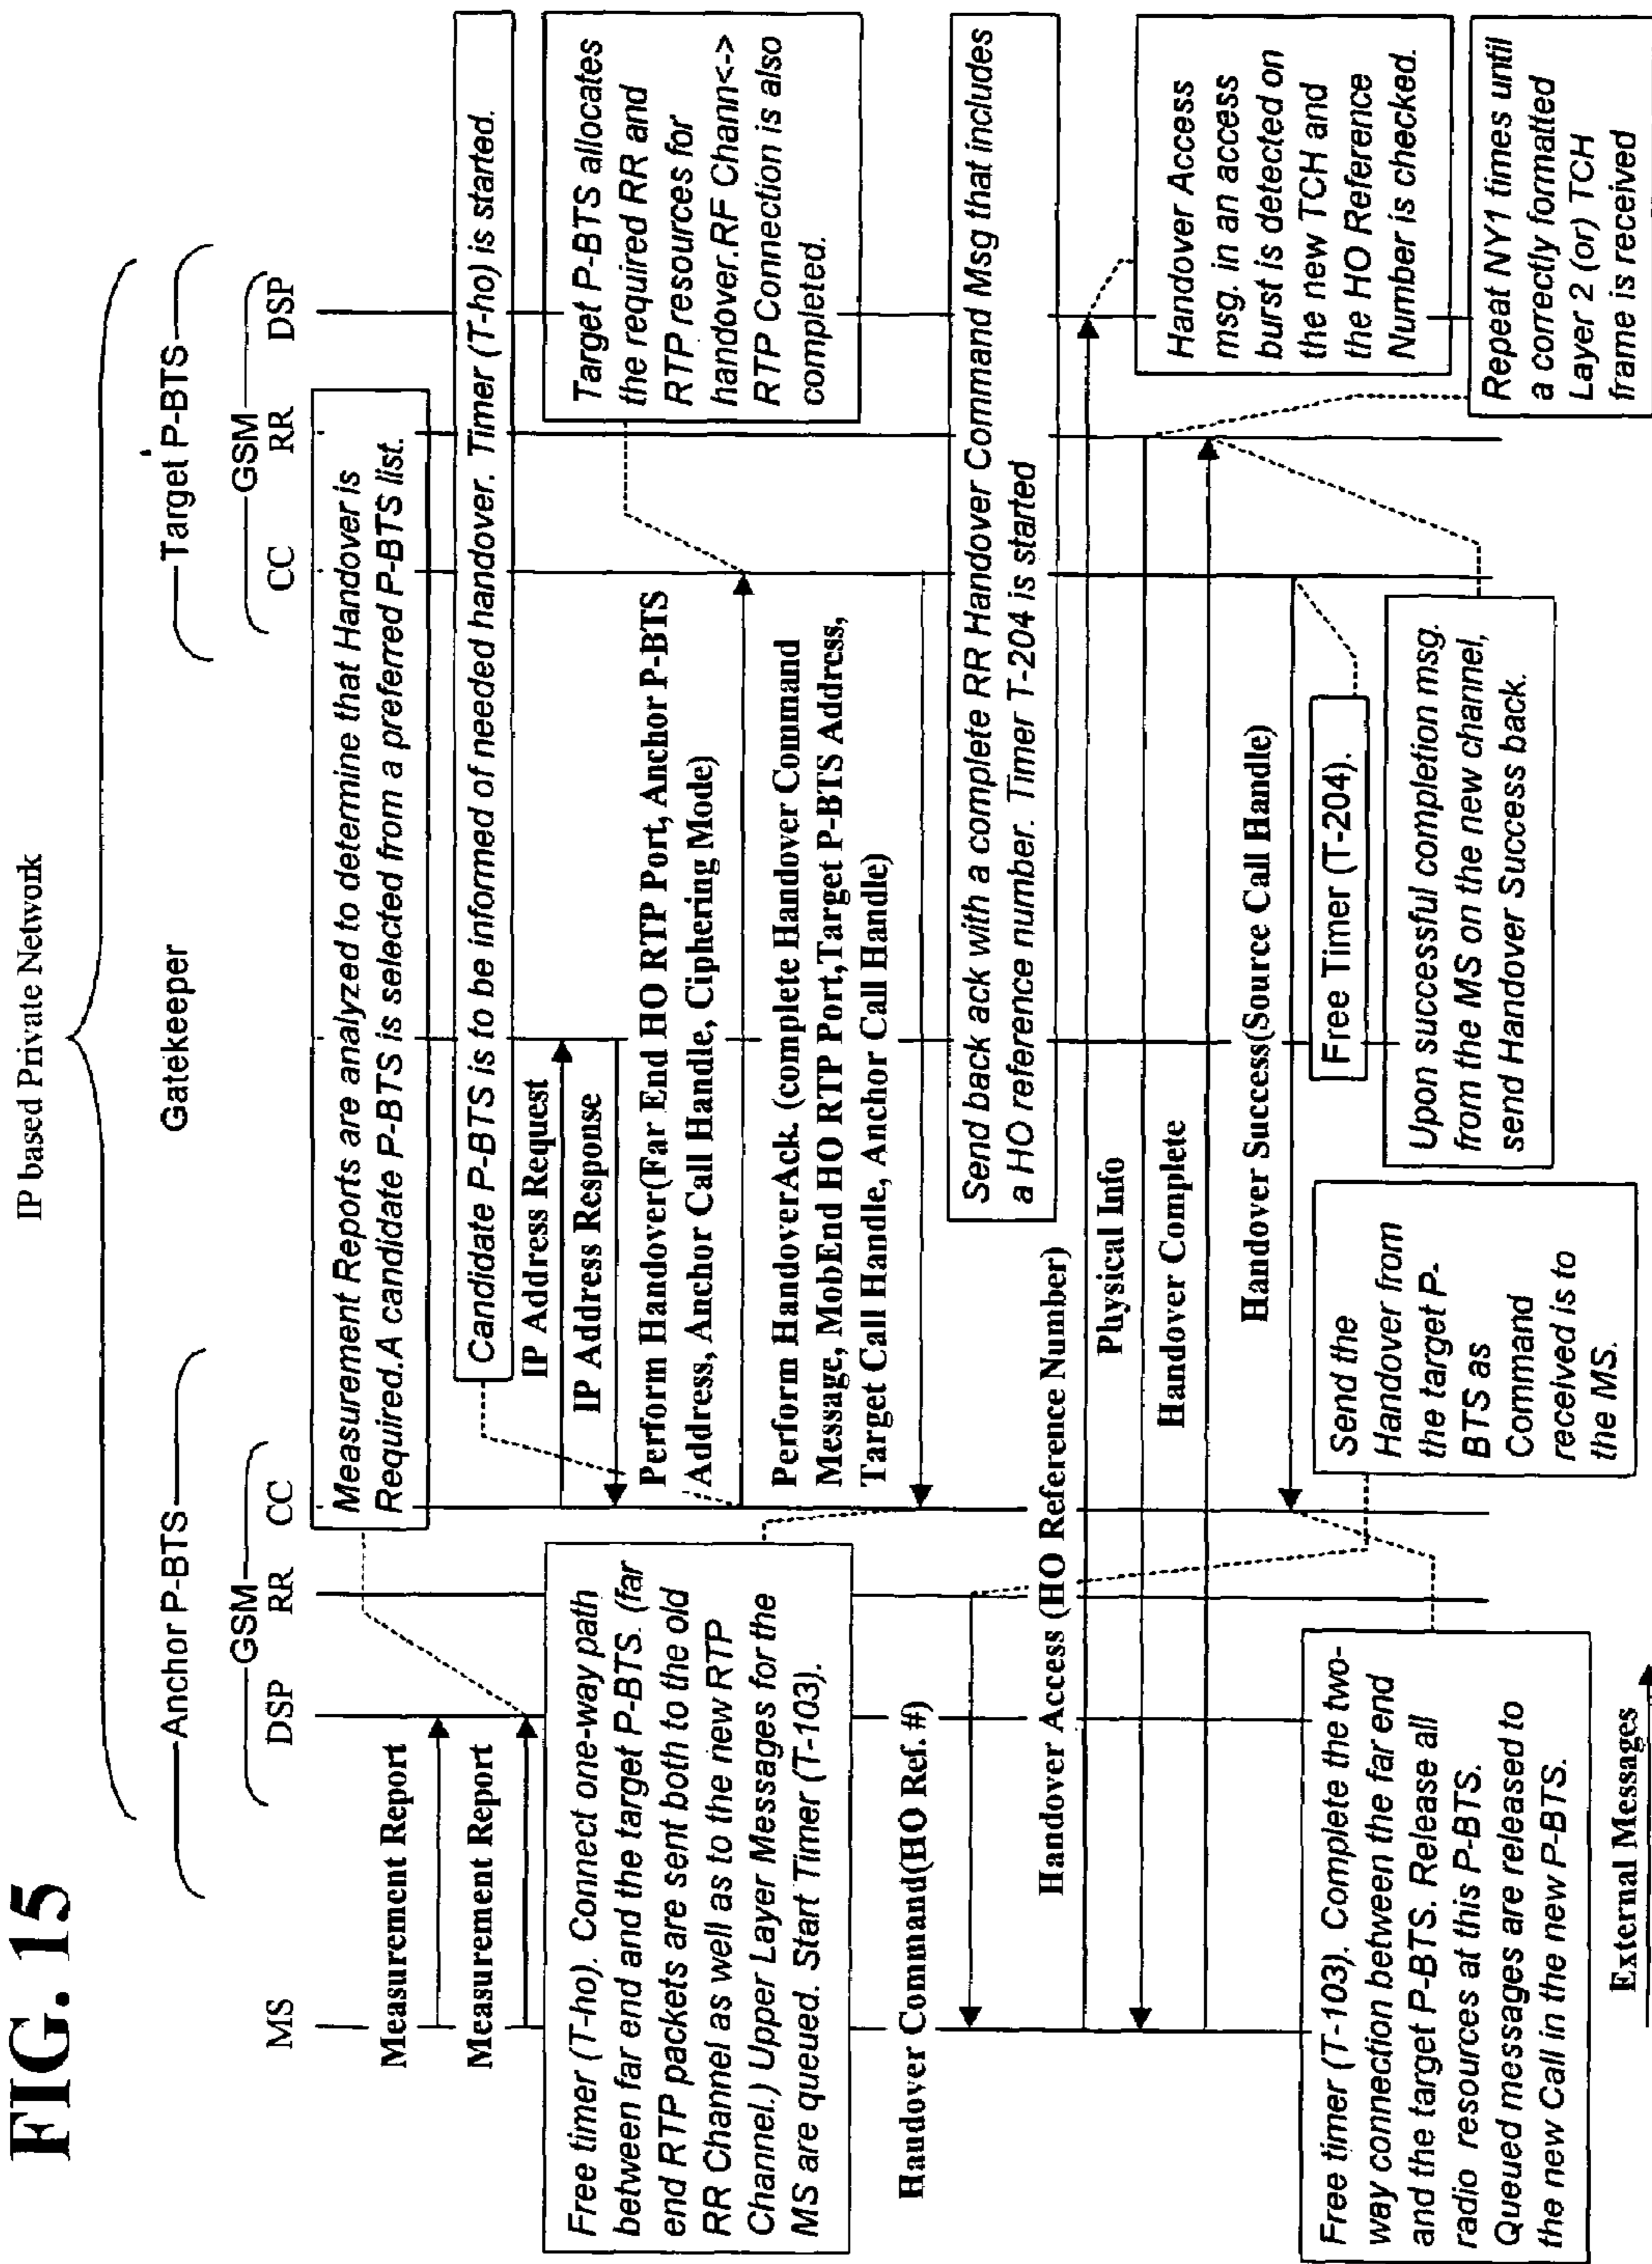 FIG. 15
IP based Private Network
Anchor P-BTS
Gatekeeper
Target P-BTS
GSM
GSM
MS
DSP
RR
CC
CC
RR
DSP
Measurement Reports are analyzed to determine that Handover is
Required.A candidate P-BTS is selected from a preferred P-BTS list.
Measurement Report
Measurement Report
Candidate P-BTS is to be informed of needed handover. Timer (T-ho) is started.
IP Address Request
IP Address Response
Free timer (T-ho). Connect one-way path
between far end and the target P-BTS. (far
end RTP packets are sent both to the old
RR Channel as well as to the new RTP
Channel.) Upper Layer Messages for the
MS are queued. Start Timer (T-103).
Perform Handover(Far End HO RTP Port, Anchor P-BTS
Address, Anchor Call Handle, Ciphering Mode)
Target P-BTS allocates
the required RR and
RTP resources for
handover.RF Chann<->
RTP Connection is also
completed.
Perform HandoverAck. (complete Handover Command
Message, MobEnd HO RTP Port,Target P-BTS Address,
Target Call Handle, Anchor Call Handle)
Handover Command(HO Ref. #)
Send back ack with a complete RR Handover Command Msg that includes
a HO reference number. Timer T-204 is started
Handover Access (HO Reference Number)
Physical Info
Handover Complete
Handover Access
msg. in an access
burst is detected on
the new TCH and
the HO Reference
Number is checked.
Handover Success(Source Call Handle)
Free Timer (T-204).
Free timer (T-103). Complete the two-
way connection between the far end
and the target P-BTS. Release all
radio resources at this P-BTS.
Queued messages are released to
the new Call in the new P-BTS.
Send the
Handover from
the target P-
BTS as
Command
received is to
the MS.
Upon successful completion msg.
from the MS on the new channel,
send Handover Success back.
Repeat NY1 times until
a correctly formatted
Layer 2 (or) TCH
frame is received
External Messages